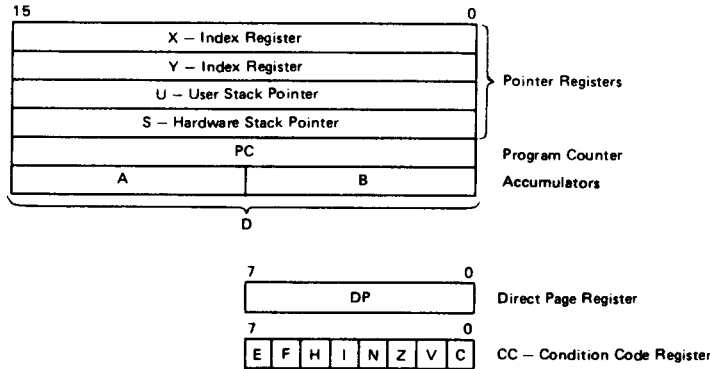 15 0
X – Index Register
Y – Index Register
U – User Stack Pointer
S – Hardware Stack Pointer
Pointer Registers
PC
Program Counter
A B
Accumulators
D
7 0
DP
Direct Page Register
7 0
E F H I N Z V C
CC – Condition Code Register